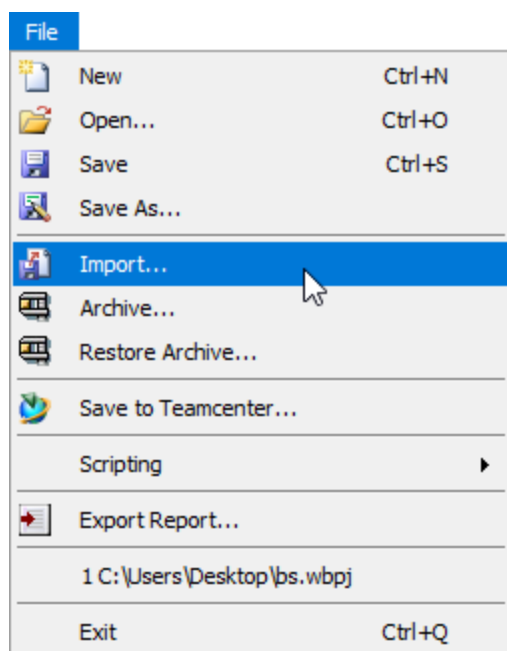 File
New Ctrl+N
Open... Ctrl+O
Save Ctrl+S
Save As...
Import...
Archive...
Restore Archive...
Save to Teamcenter...
Scripting
Export Report...
1 C:\Users\Desktop\bs.wbpj
Exit Ctrl+Q